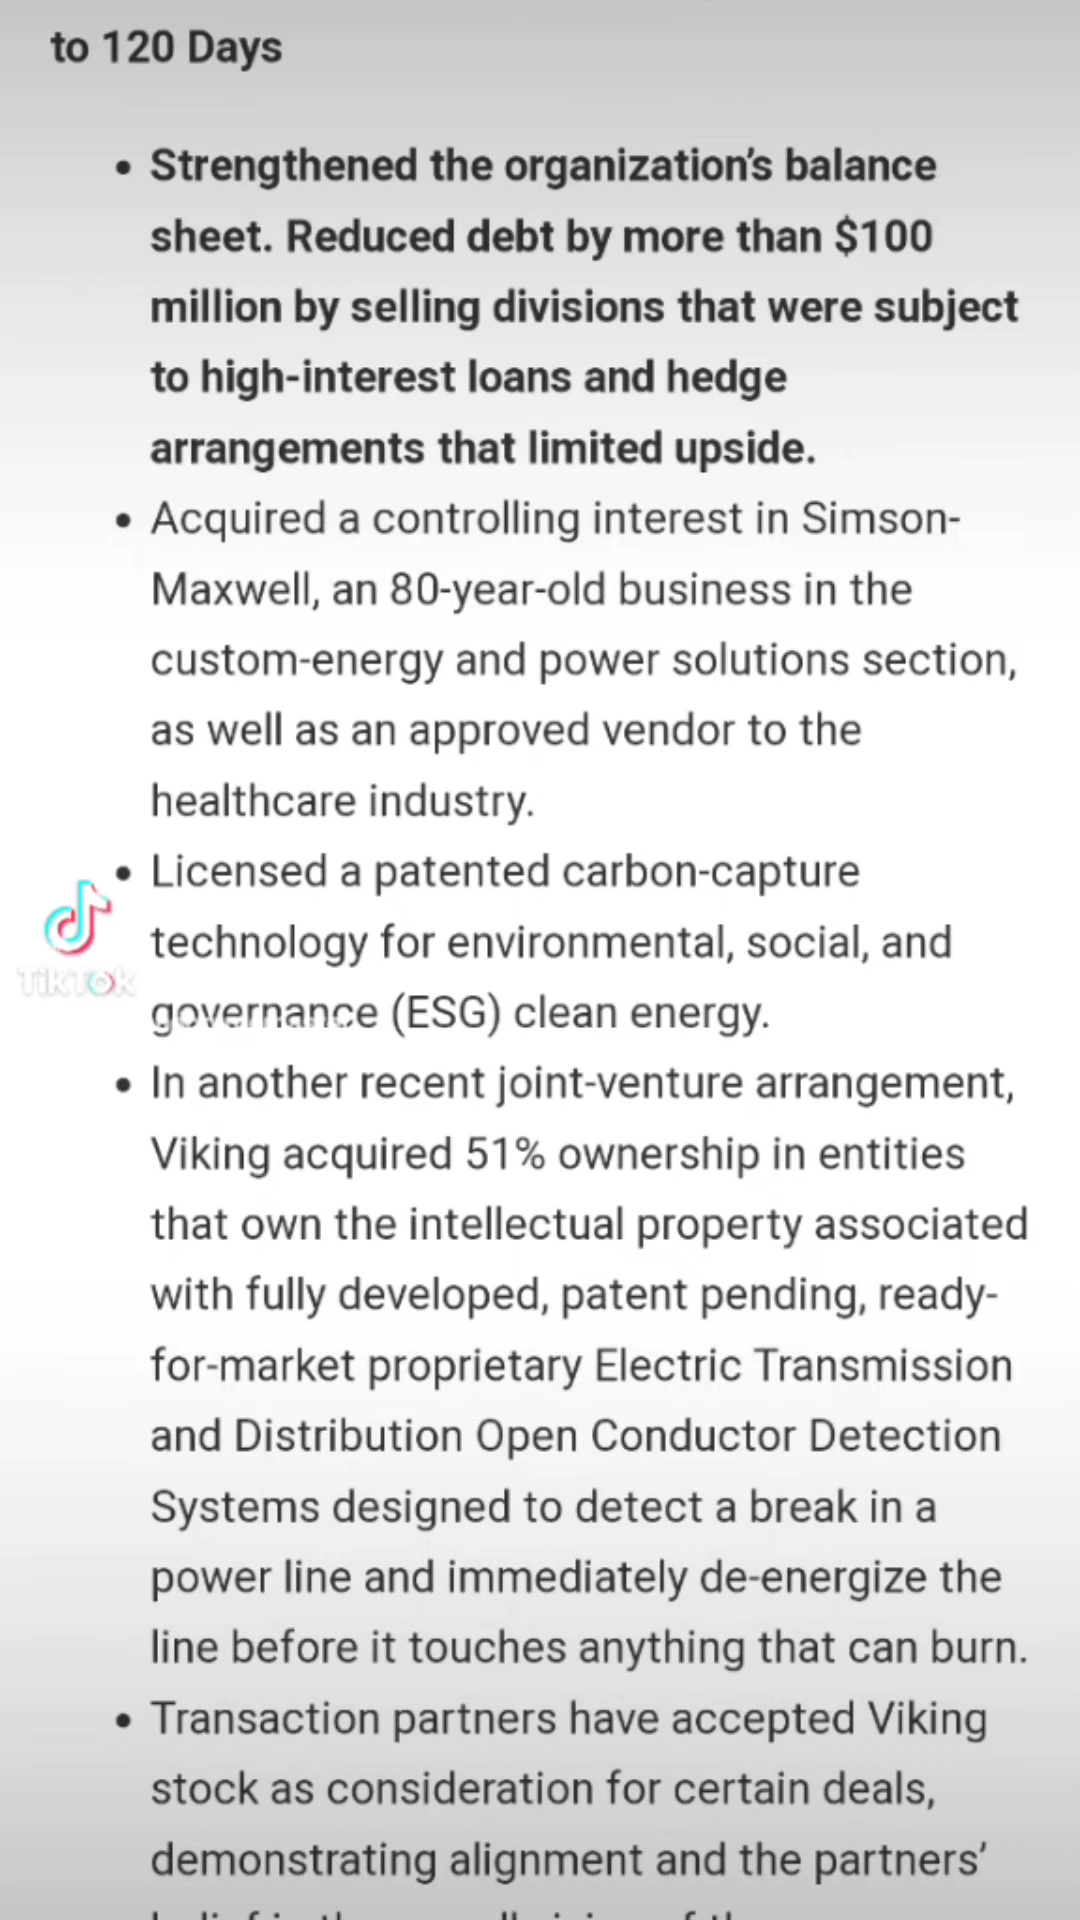 to 120 Days
• Strengthened the organization's balance
sheet. Reduced debt by more than $100
million by selling divisions that were subject
to high-interest loans and hedge
arrangements that limited upside.
• Acquired a controlling interest in Simson-
Maxwell, an 80-year-old business in the
custom-energy and power solutions section,
as well as an approved vendor to the
healthcare industry.
• Licensed a patented carbon-capture
technology for environmental, social, and
governance (ESG) clean energy.
• In another recent joint-venture arrangement,
Viking acquired 51% ownership in entities
that own the intellectual property associated
with fully developed, patent pending, ready-
for-market proprietary Electric Transmission
and Distribution Open Conductor Detection
Systems designed to detect a break in a
power line and immediately de-energize the
line before it touches anything that can burn.
• Transaction partners have accepted Viking
stock as consideration for certain deals,
demonstrating alignment and the partners'
TikTok